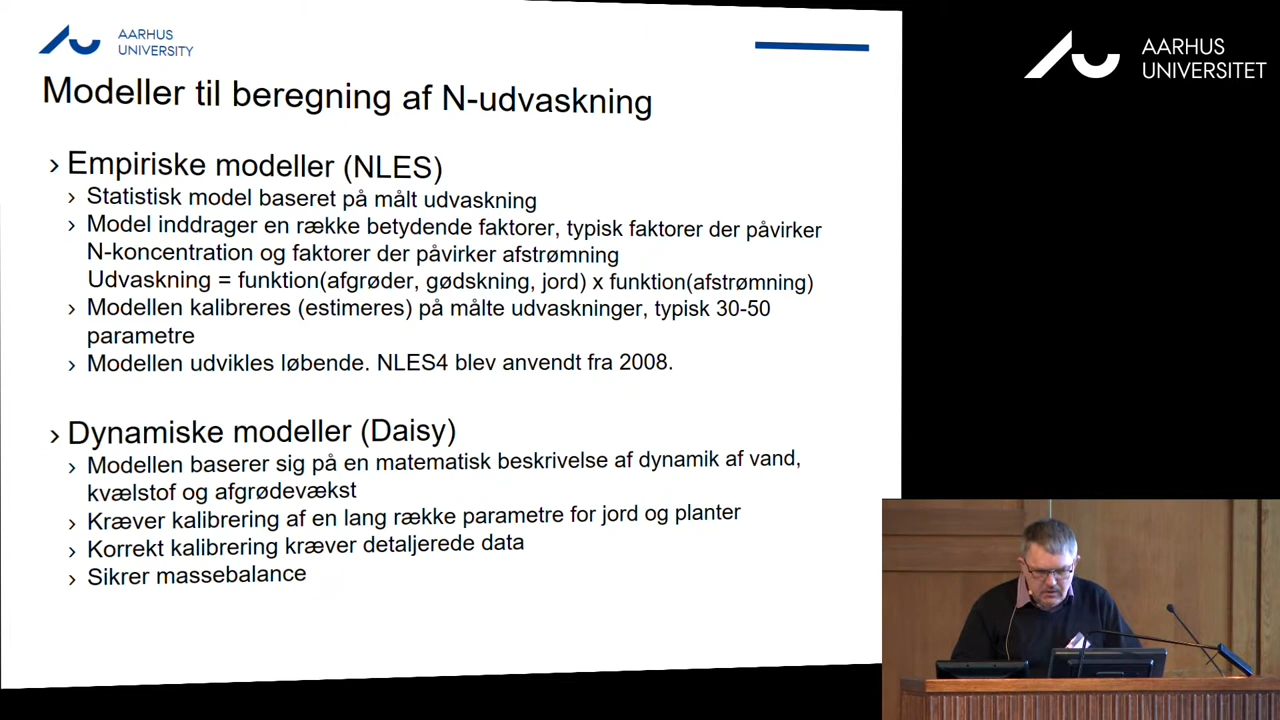 AARHUS
UNIVERSITY
AARHUS
UNIVERSITET
Modeller til beregning af N-udvaskning
› Empiriske modeller (NLES)
› Statistisk model baseret på målt udvaskning
› Model inddrager en række betydende faktorer, typisk faktorer der påvirker
N-koncentration og faktorer der påvirker afstrømning
Udvaskning = funktion(afgrøder, gødskning, jord) x funktion(afstrømning)
› Modellen kalibreres (estimeres) på målte udvaskninger, typisk 30-50
parametre
› Modellen udvikles løbende. NLES4 blev anvendt fra 2008.
› Dynamiske modeller (Daisy)
› Modellen baserer sig på en matematisk beskrivelse af dynamik af vand,
kvælstof og afgrødevækst
› Kræver kalibrering af en lang række parametre for jord og planter
› Korrekt kalibrering kræver detaljerede data
› Sikrer massebalance